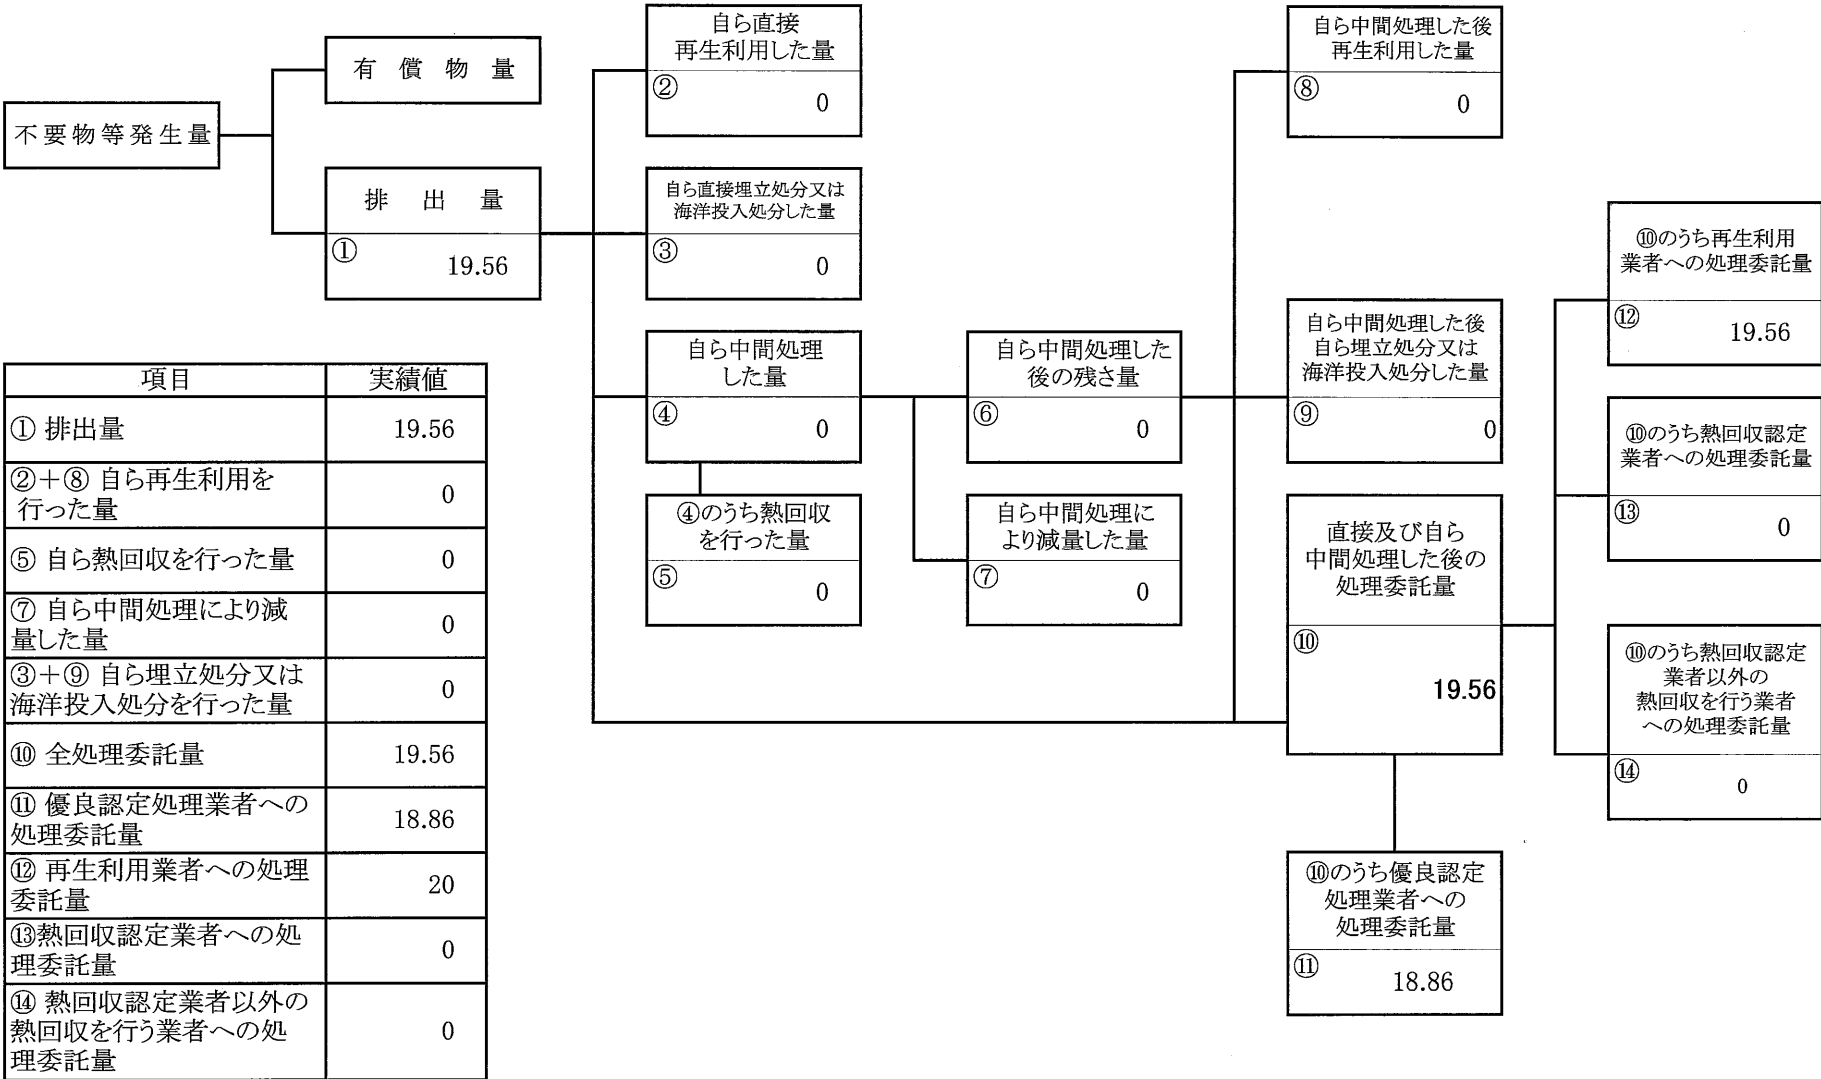 不要物等発生量
有償物量
排出量
①
19.56
自ら直接
再生利用した量
②
0
自ら直接埋立処分又は
海洋投入処分した量
③
0
自ら中間処理
した量
④
0
④のうち熱回収
を行った量
⑤
0
自ら中間処理した
後の残さ量
⑥
0
自ら中間処理に
より減量した量
⑦
0
自ら中間処理した後
再生利用した量
⑧
0
自ら中間処理した後
自ら埋立処分又は
海洋投入処分した量
⑨
0
直接及び自ら
中間処理した後の
処理委託量
⑩
19.56
⑩のうち優良認定
処理業者への
処理委託量
⑪
18.86
⑩のうち再生利用
業者への処理委託量
⑫
19.56
⑩のうち熱回収認定
業者への処理委託量
⑬
0
⑩のうち熱回収認定
業者以外の
熱回収を行う業者
への処理委託量
⑭
0
項目 実績値
① 排出量 19.56
②+⑧ 自ら再生利用を
行った量 0
⑤ 自ら熱回収を行った量 0
⑦ 自ら中間処理により減
量した量 0
③+⑨ 自ら埋立処分又は
海洋投入処分を行った量 0
⑩ 全処理委託量 19.56
⑪ 優良認定処理業者への
処理委託量 18.86
⑫ 再生利用業者への処理
委託量 20
⑬熱回収認定業者への処
理委託量 0
⑭ 熱回収認定業者以外の
熱回収を行う業者への処
理委託量 0